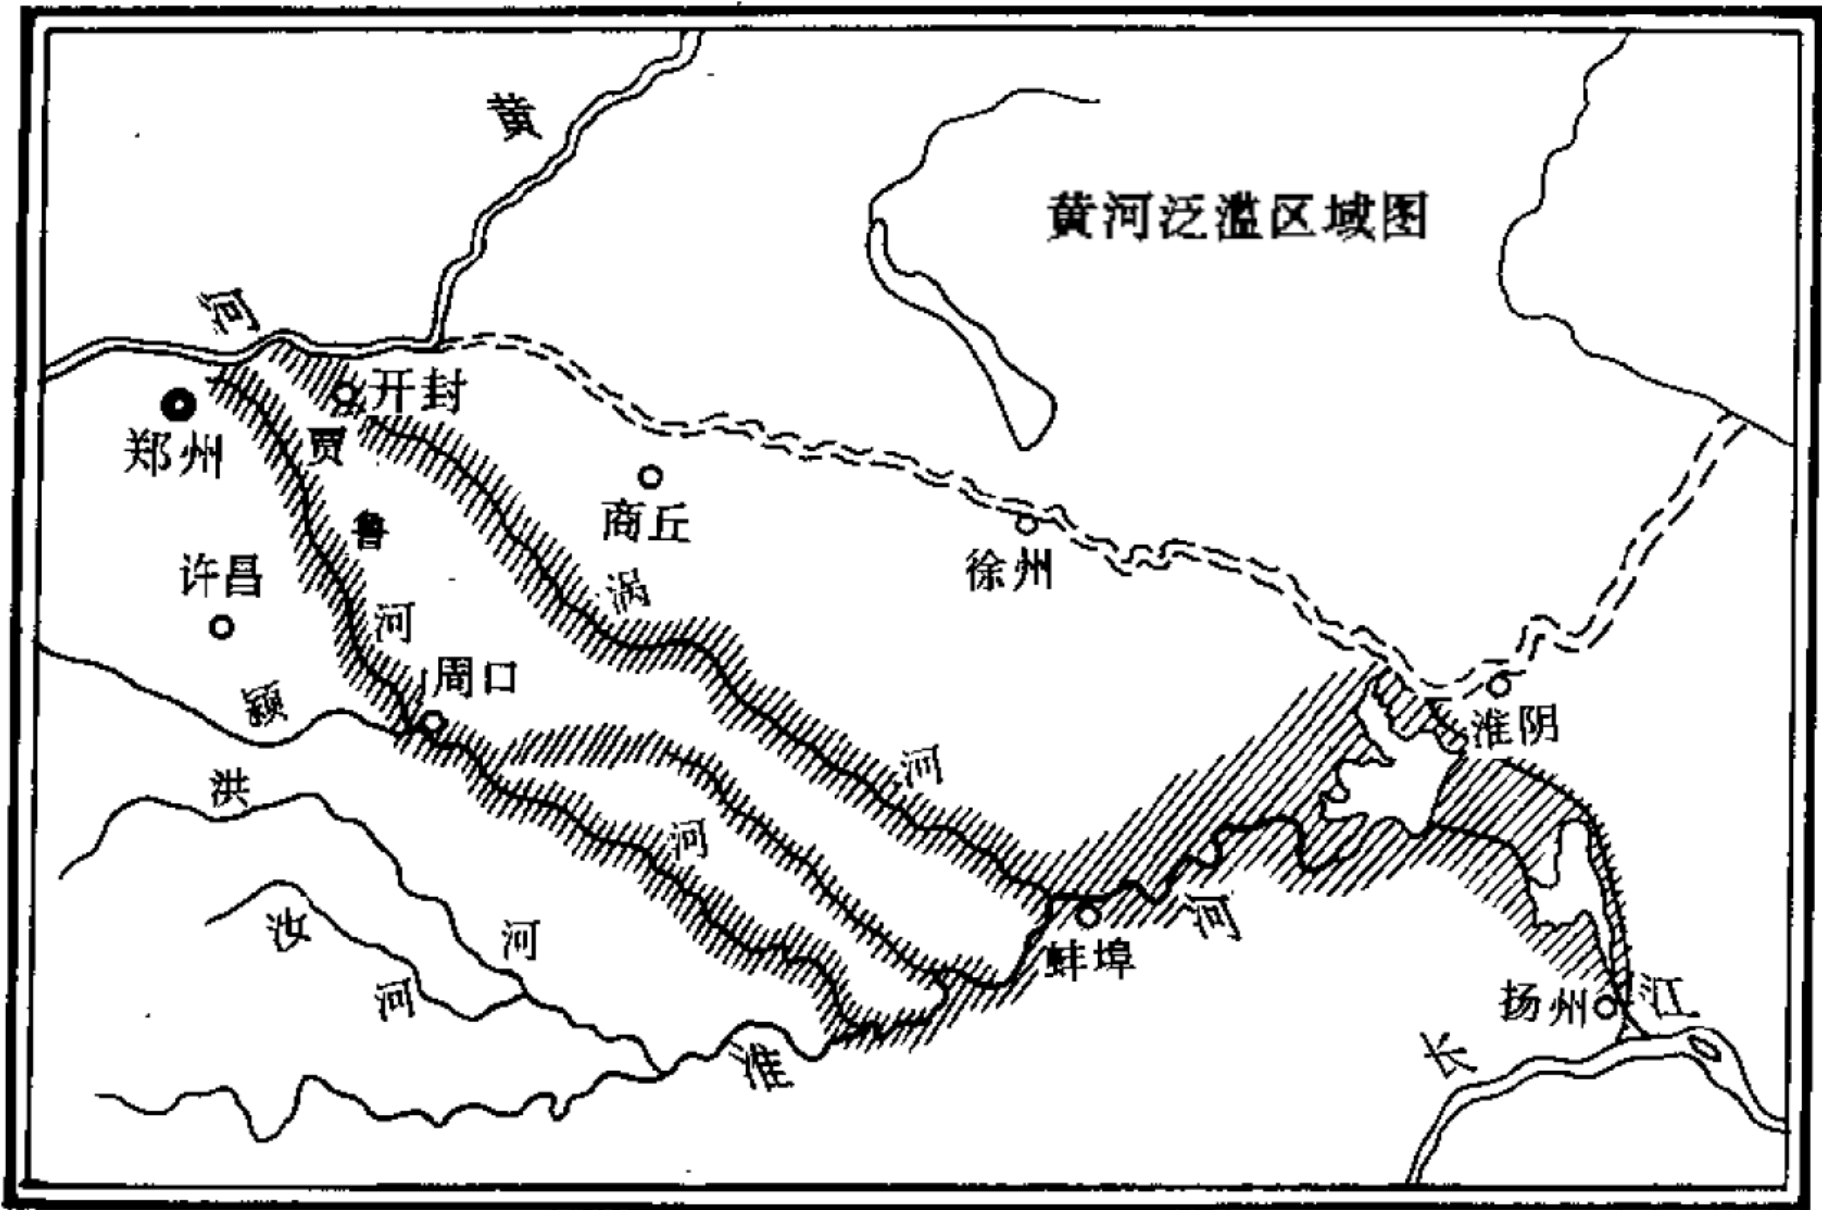 黄河泛滥区域图
黄河
开封
郑州
贾鲁河
商丘
许昌
涡河
徐州
周口
颍河
淮阴
洪河
汝河
蚌埠
淮河
扬州
长江